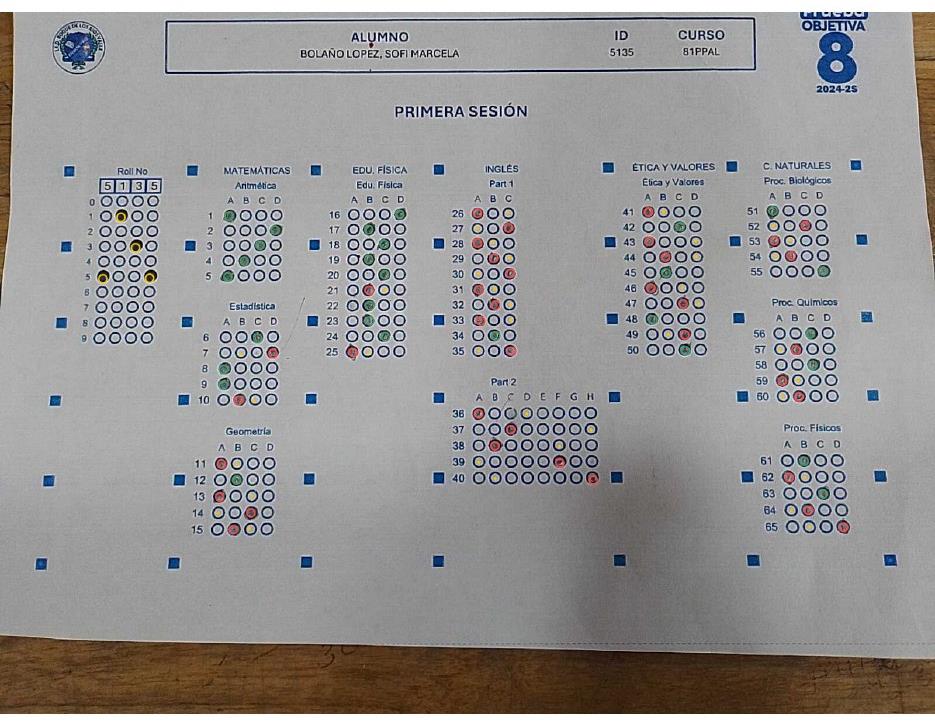 Prueba
OBJETIVA
8
2024-2S
ALUMNO ID CURSO
BOLAÑO LOPEZ, SOFI MARCELA 5135 81PPAL
PRIMERA SESIÓN
Roll No
5 1 3 5
0
1
2
3
4
5
6
7
8
9
MATEMÁTICAS
Aritmética
A B C D
1
2
3
4
5
Estadística
A B C D
6
7
8
9
10
Geometría
A B C D
11
12
13
14
15
EDU. FÍSICA
Edu. Física
A B C D
16
17
18
19
20
21
22
23
24
25
INGLÉS
Part 1
A B C
26
27
28
29
30
31
32
33
34
35
Part 2
A B C D E F G H
36
37
38
39
40
ÉTICA Y VALORES
Ética y Valores
A B C D
41
42
43
44
45
46
47
48
49
50
C. NATURALES
Proc. Biológicos
A B C D
51
52
53
54
55
Proc. Químicos
A B C D
56
57
58
59
60
Proc. Físicos
A B C D
61
62
63
64
65